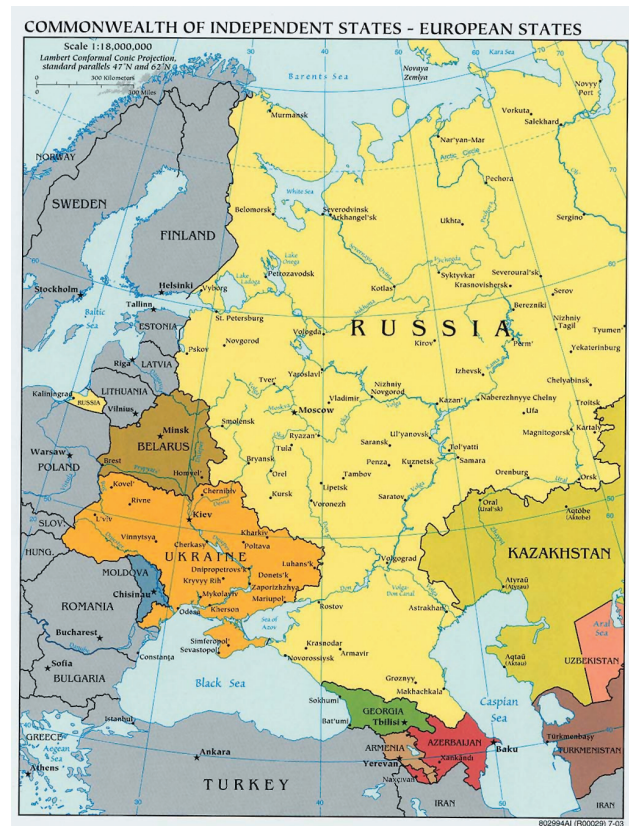 COMMONWEALTH OF INDEPENDENT STATES - EUROPEAN STATES
Scale 1:18,000,000
Lambert Conformal Conic Projection,
standard parallels 47°N and 62°N
0 300 Kilometers
0 300 Miles
Barents Sea
Kara Sea
Novaya
Zemlya
Novyy
Port
Murmansk
Vorkuta
Salekhard
Nar'yan-Mar
Arctic Circle
NORWAY
Pechora
White Sea
SWEDEN
Belomorsk
Severodvinsk
Arkhangel'sk
Ukhta
Sergino
FINLAND
Lake
Onega
Petrozavodsk
Lake
Ladoga
Syktyvkar
Severoural'sk
Kotlas
Krasnovishersk
Serov
Stockholm
Helsinki
Vyborg
Tallinn
Berezniki
Baltic
Sea
St. Petersburg
ESTONIA
Vologda
RUSSIA
Nizhniy
Tagil
Tyumen'
Kirov
Perm'
Novgorod
Pskov
Yekaterinburg
Riga
LATVIA
Yaroslavl'
Izhevsk
Tver'
Nizhniy
Novgorod
Chelyabinsk
LITHUANIA
Vladimir
Kazan'
Naberezhnyye Chelny
Troitsk
Kaliningrad
RUSSIA
Vilnius
Moscow
Ufa
Smolensk
Minsk
BELARUS
Ryazan'
Ul'yanovsk
Magnitogorsk
Kartaly
Saransk
Tol'yatti
Tula
Warsaw
Brest
Bryansk
Penza
Kuznetsk
Samara
POLAND
Homyel'
Orel
Tambov
Orenburg
Orsk
Kovel'
Chernihiv
Kursk
Lipetsk
Saratov
Voronezh
Oral
(Ural'sk)
Aqtöbe
(Aktobe)
Rivne
L'viv
Kiev
SLOV.
Vinnytsya
Cherkasy
Kharkiv
Poltava
HUNG.
UKRAINE
Volgograd
KAZAKHSTAN
Luhans'k
Dnipropetrovs'k
Donets'k
MOLDOVA
Kryvyy Rih
Zaporizhzhya
Volga-
Don Canal
Atyraū
(Atyrau)
Chisinau
Mykolayiv
Mariupol'
ROMANIA
Odesa
Kherson
Rostov
Astrakhan'
Aral
Sea
Sea of
Azov
Bucharest
Simferopol'
Sevastopol'
Krasnodar
Armavir
Constanța
Novorossiysk
Aqtaū
(Aktau)
UZBEKISTAN
Sofia
BULGARIA
Groznyy
Makhachkala
Black Sea
Caspian
Sea
Sokhumi
GEORGIA
Tbilisi
Bat'umi
Istanbul
GREECE
Aegean
Sea
Athens
Ankara
ARMENIA
AZERBAIJAN
Baku
Türkmenbaşy
TURKMENISTAN
Yerevan
Xankändi
Naxçivan
TURKEY
IRAN
IRAN
802994AI (R00029) 7-03